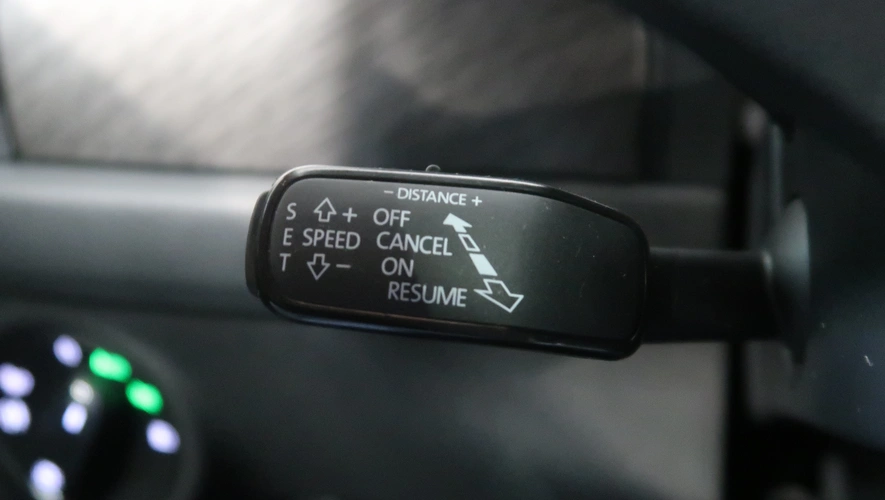 - DISTANCE +
S ⇧ + OFF
E SPEED CANCEL
T ⇩ - ON
RESUME